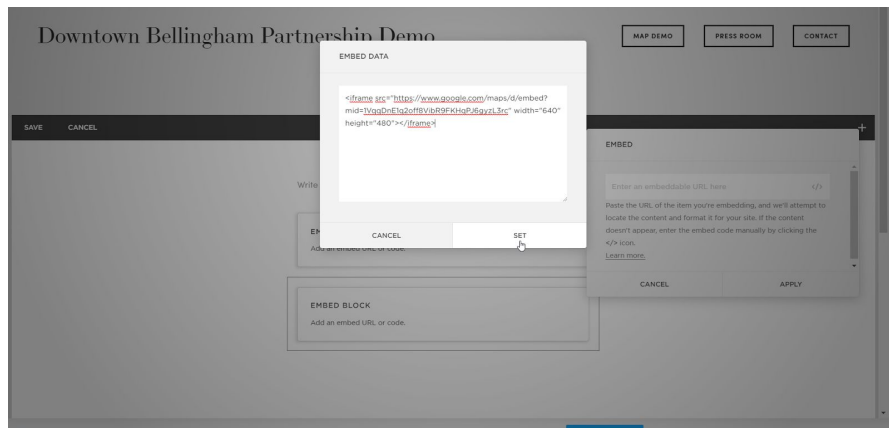 Downtown Bellingham Partnership Demo
MAP DEMO
PRESS ROOM
CONTACT
EMBED DATA
<iframe src="https://www.google.com/maps/d/embed?
mid=1VqqDnE1q2off8VibR9FKHqPJ6gyzL3rc" width="640"
height="480"></iframe>
CANCEL
SET
SAVE
CANCEL
+
EMBED
Enter an embeddable URL here
</>
Paste the URL of the item you're embedding, and we'll attempt to
locate the content and format it for your site. If the content
doesn't appear, enter the embed code manually by clicking the
</> icon.
Learn more.
CANCEL
APPLY
Write
EM
Add an embed URL or code.
EMBED BLOCK
Add an embed URL or code.